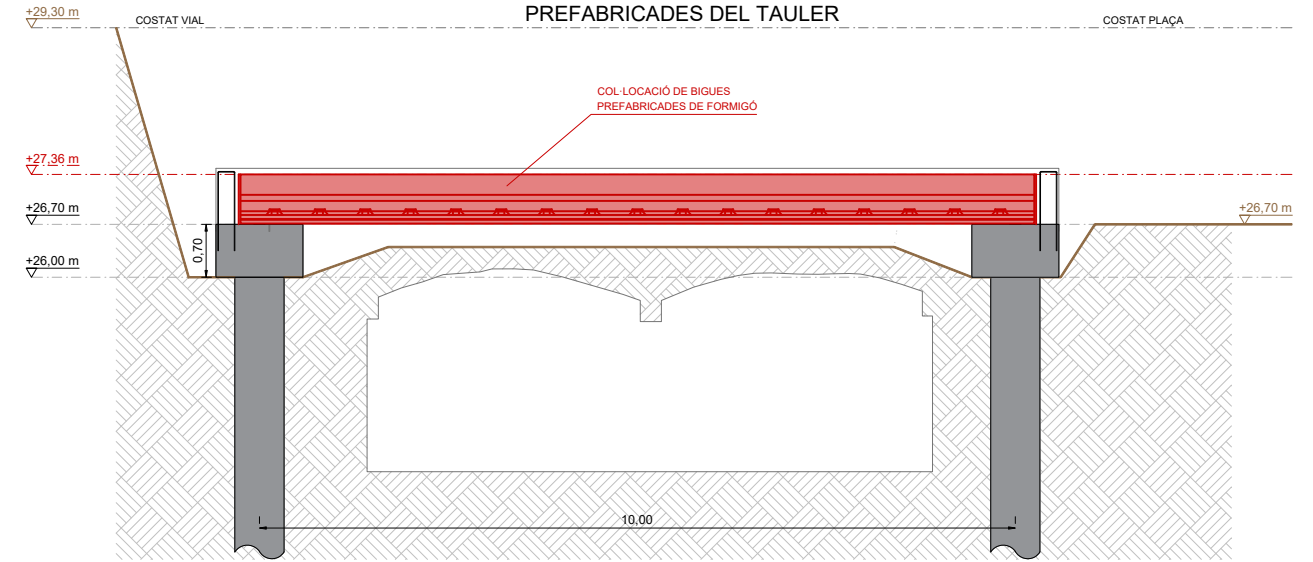 PREFABRICADES DEL TAULER
+29,30 m
COSTAT VIAL
COSTAT PLAÇA
COL·LOCACIÓ DE BIGUES
PREFABRICADES DE FORMIGÓ
+27,36 m
+26,70 m
+26,70 m
0,70
+26,00 m
10,00